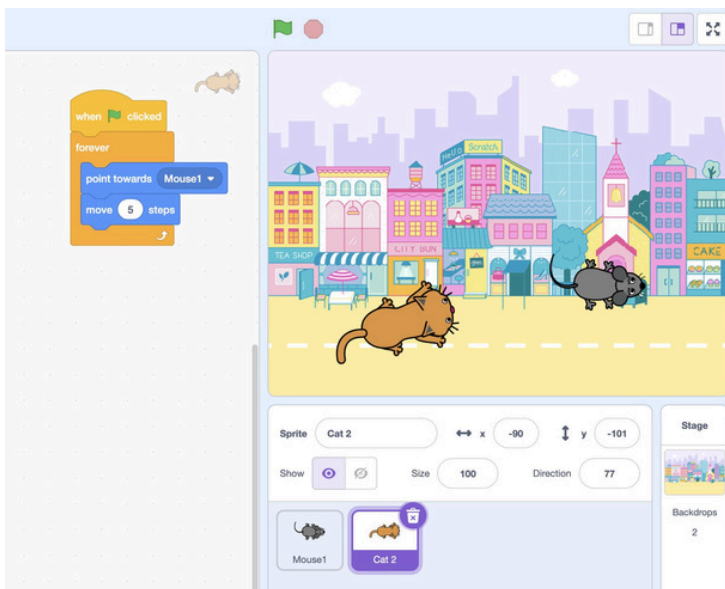 when clicked
forever
point towards Mouse1
move 5 steps
Hello Scratch
TEA SHOP
CITY BUN
CAKE
Sprite Cat 2 x -90 y -101
Show Size 100 Direction 77
Mouse1
Cat 2
Stage
Backdrops
2